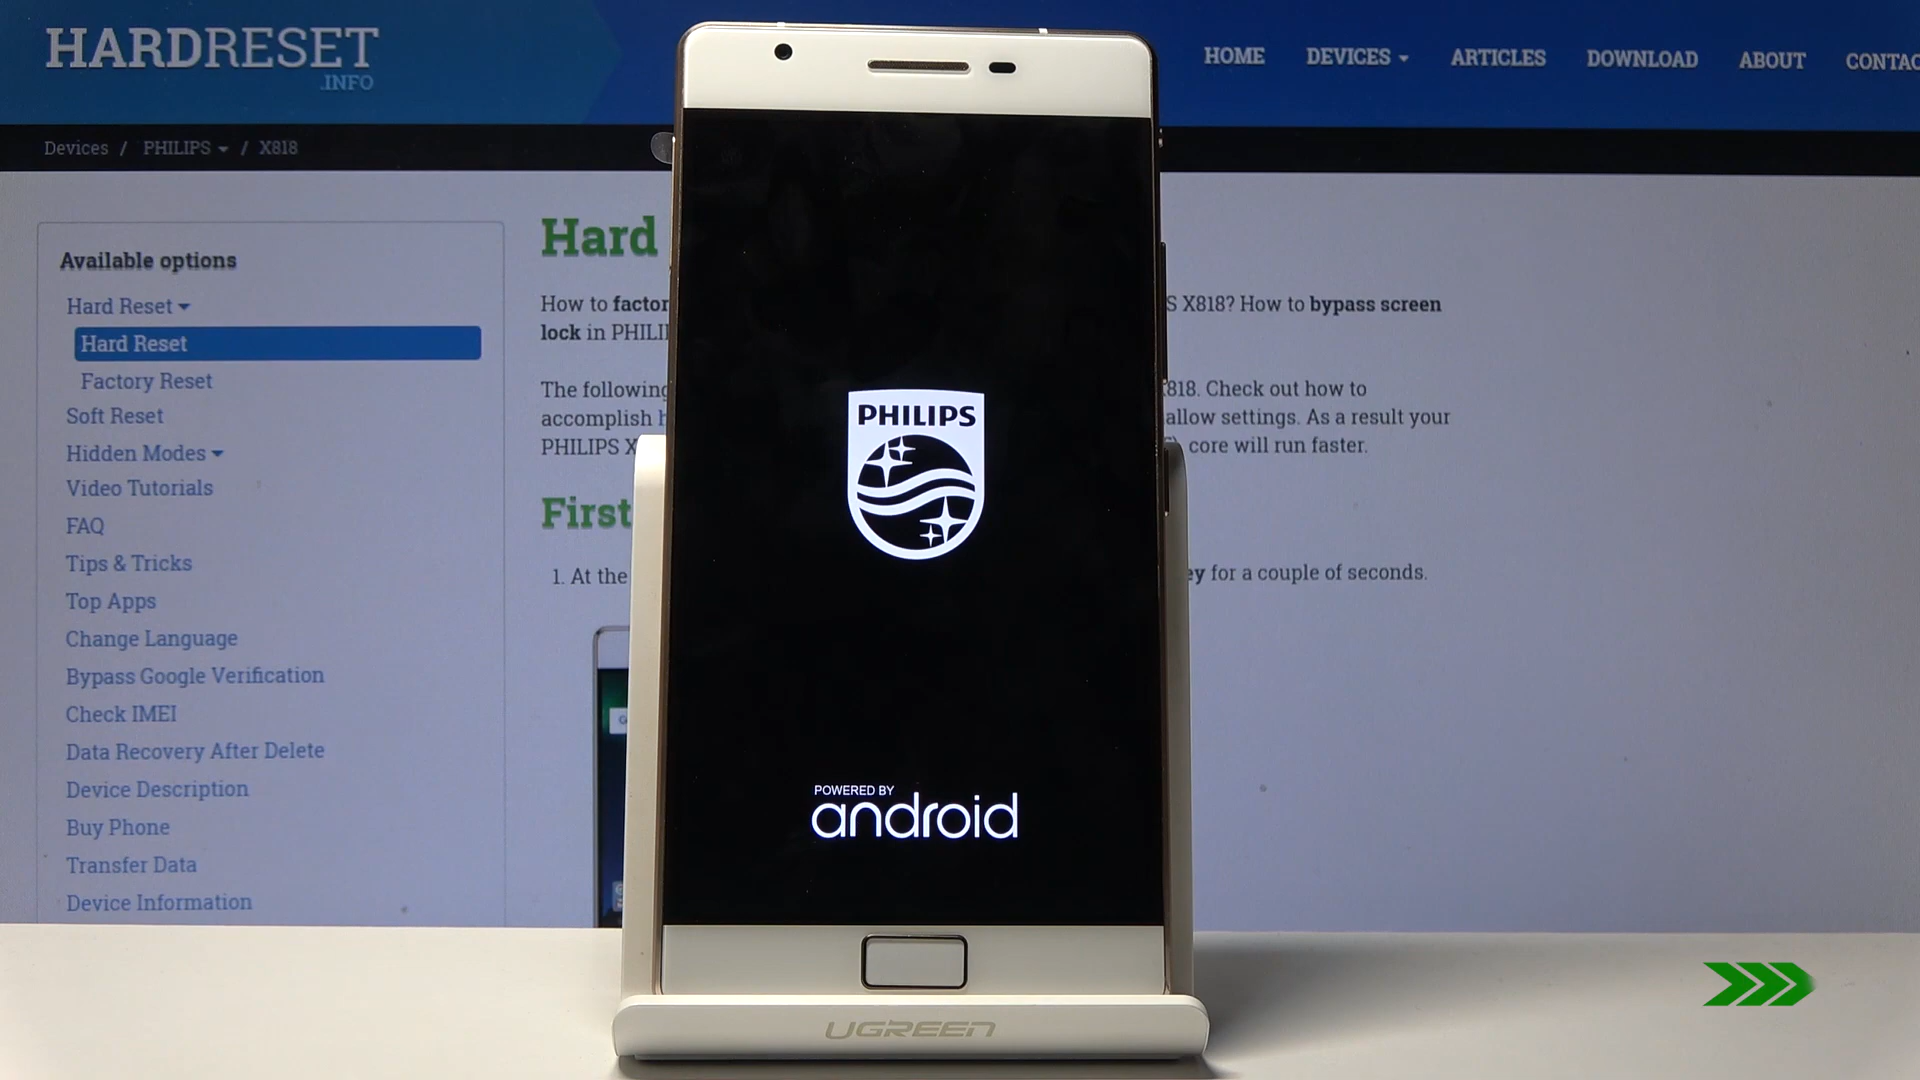 HARDRESET
.INFO
HOME DEVICES ARTICLES DOWNLOAD ABOUT CONTAC
Devices / PHILIPS / X818
Available options
Hard Reset
Hard Reset
Factory Reset
Soft Reset
Hidden Modes
Video Tutorials
FAQ
Tips & Tricks
Top Apps
Change Language
Bypass Google Verification
Check IMEI
Data Recovery After Delete
Device Description
Buy Phone
Transfer Data
Device Information
Hard
How to factor S X818? How to bypass screen
lock in PHILI
The following 818. Check out how to
accomplish h allow settings. As a result your
PHILIPS X core will run faster.
First
1. At the ey for a couple of seconds.
PHILIPS
POWERED BY
android
UGREEN